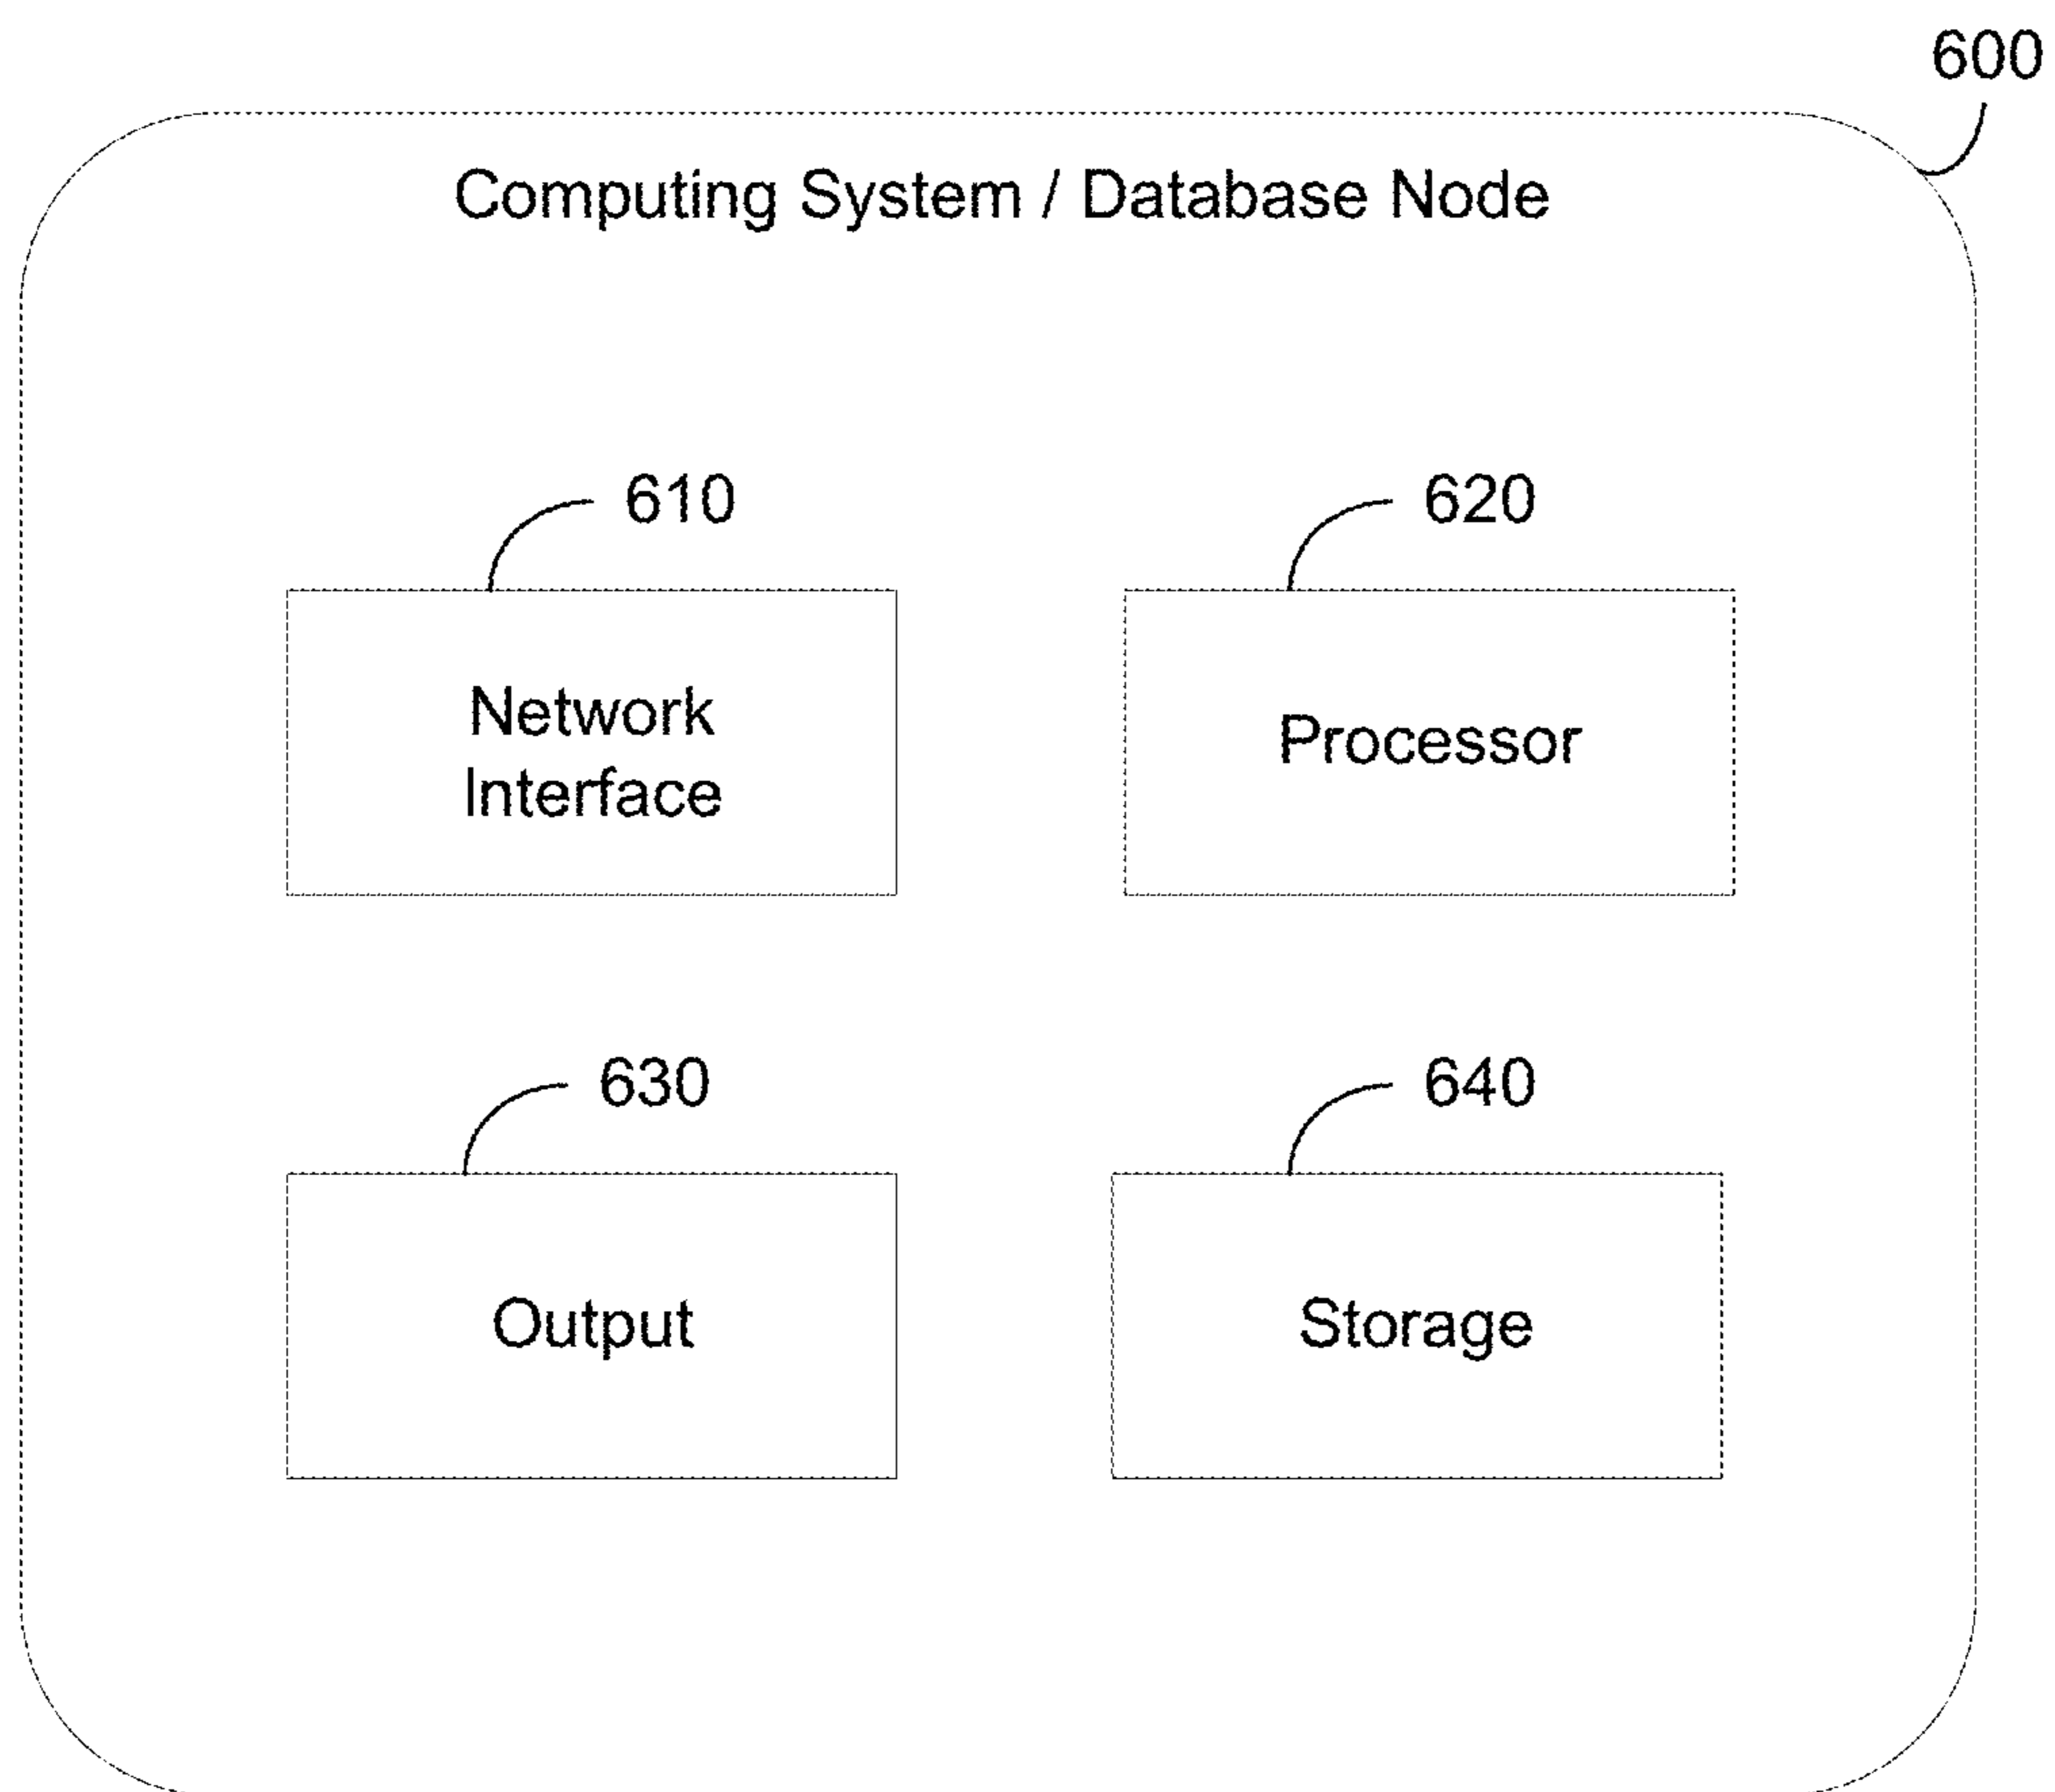 600
Computing System / Database Node
610
620
Network
Interface
Processor
630
640
Output
Storage